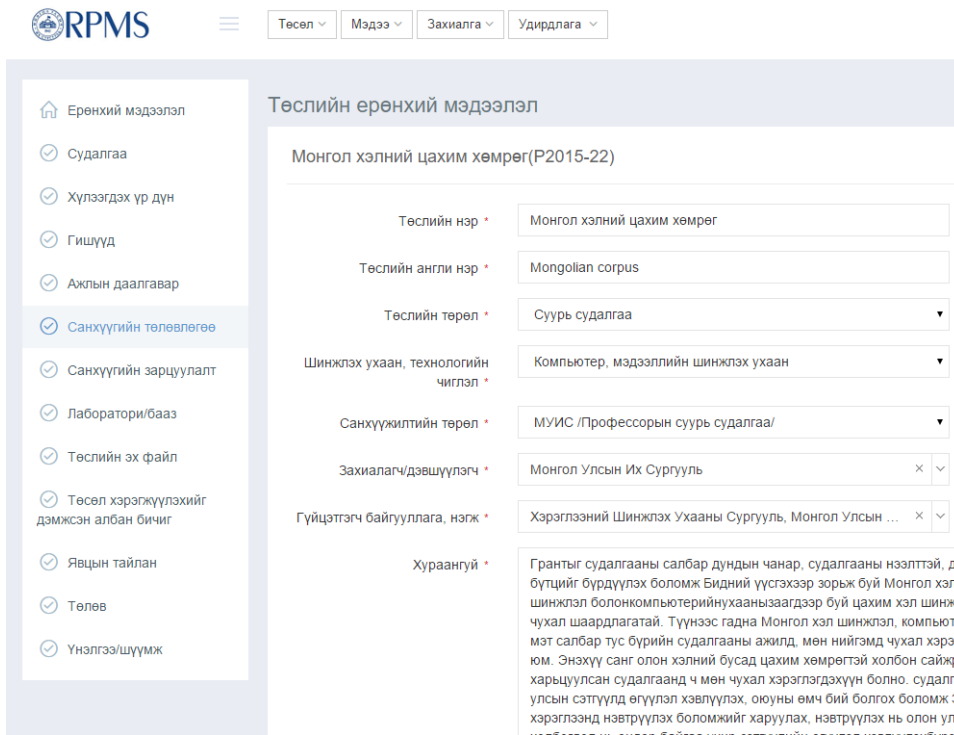 RPMS
Төсөл
Мэдээ
Захиалга
Удирдлага
Ерөнхий мэдээлэл
Судалгаа
Хүлээгдэх үр дүн
Гишүүд
Ажлын даалгавар
Санхүүгийн төлөвлөгөө
Санхүүгийн зарцуулалт
Лаборатори/бааз
Төслийн эх файл
Төсөл хэрэгжүүлэхийг
дэмжсэн албан бичиг
Явцын тайлан
Төлөв
Үнэлгээ/шүүмж
Төслийн ерөнхий мэдээлэл
Монгол хэлний цахим хөмрөг(P2015-22)
Төслийн нэр * Монгол хэлний цахим хөмрөг
Төслийн англи нэр * Mongolian corpus
Төслийн төрөл * Суурь судалгаа
Шинжлэх ухаан, технологийн
чиглэл * Компьютер, мэдээллийн шинжлэх ухаан
Санхүүжилтийн төрөл * МУИС /Профессорын суурь судалгаа/
Захиалагч/дэвшүүлэгч * Монгол Улсын Их Сургууль
Гүйцэтгэгч байгууллага, нэгж * Хэрэглээний Шинжлэх Ухааны Сургууль, Монгол Улсын ...
Хураангуй * Грантыг судалгааны салбар дундын чанар, судалгааны нээлттэй, д
бүтцийг бүрдүүлэх боломж Бидний үүсгэхээр зорьж буй Монгол хэл
шинжлэл болонкомпьютерийнухааныгзаагдээр буй цахим хэл шинж
чухал шаардлагатай. Түүнээс гадна Монгол хэл шинжлэл, компьют
мэт салбар тус бүрийн судалгааны ажилд, мөн нийгэмд чухал хэрэ
юм. Энэхүү санг олон хэлний бусад цахим хөмрөгтэй холбон сайж
харьцуулсан судалгаанд ч мөн чухал хэрэглэгдэхүүн болно. судалг
улсын сэтгүүлд өгүүлэл хэвлүүлэх, оюуны өмч бий болгох боломж
хэрэглээнд нэвтрүүлэх боломжийг харуулах, нэвтрүүлэх нь олон ул